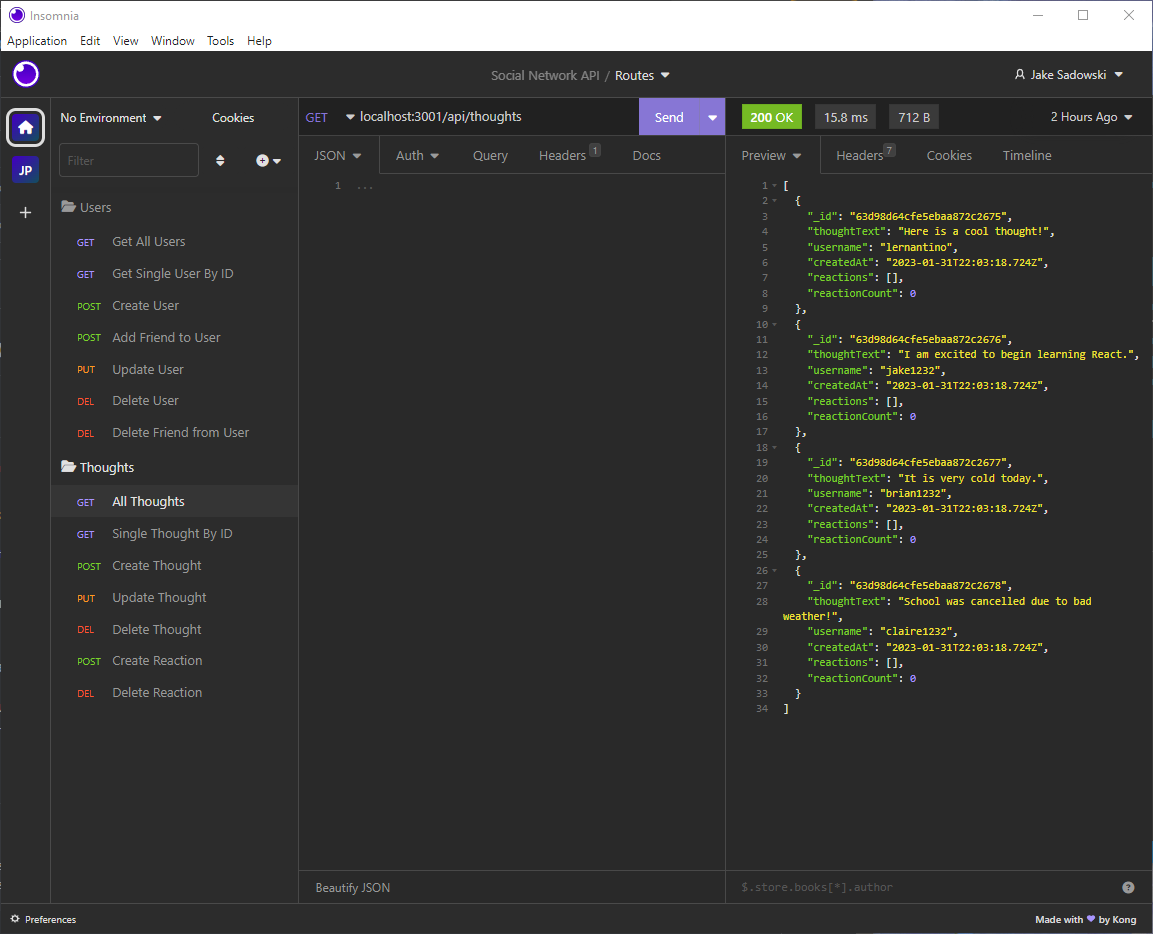 Insomnia
Application Edit View Window Tools Help
Social Network API / Routes
Jake Sadowski
No Environment Cookies
GET localhost:3001/api/thoughts Send
200 OK 15.8 ms 712 B 2 Hours Ago
JP
Filter
JSON Auth Query Headers 1 Docs
Preview Headers 7 Cookies Timeline
Users
GET Get All Users
GET Get Single User By ID
POST Create User
POST Add Friend to User
PUT Update User
DEL Delete User
DEL Delete Friend from User
Thoughts
GET All Thoughts
GET Single Thought By ID
POST Create Thought
PUT Update Thought
DEL Delete Thought
POST Create Reaction
DEL Delete Reaction
1 ...
1 [
2 {
3 "_id": "63d98d64cfe5ebaa872c2675",
4 "thoughtText": "Here is a cool thought!",
5 "username": "lernantino",
6 "createdAt": "2023-01-31T22:03:18.724Z",
7 "reactions": [],
8 "reactionCount": 0
9 },
10 {
11 "_id": "63d98d64cfe5ebaa872c2676",
12 "thoughtText": "I am excited to begin learning React.",
13 "username": "jake1232",
14 "createdAt": "2023-01-31T22:03:18.724Z",
15 "reactions": [],
16 "reactionCount": 0
17 },
18 {
19 "_id": "63d98d64cfe5ebaa872c2677",
20 "thoughtText": "It is very cold today.",
21 "username": "brian1232",
22 "createdAt": "2023-01-31T22:03:18.724Z",
23 "reactions": [],
24 "reactionCount": 0
25 },
26 {
27 "_id": "63d98d64cfe5ebaa872c2678",
28 "thoughtText": "School was cancelled due to bad
weather!",
29 "username": "claire1232",
30 "createdAt": "2023-01-31T22:03:18.724Z",
31 "reactions": [],
32 "reactionCount": 0
33 }
34 ]
Beautify JSON
$.store.books[*].author
?
Preferences
Made with 💜 by Kong